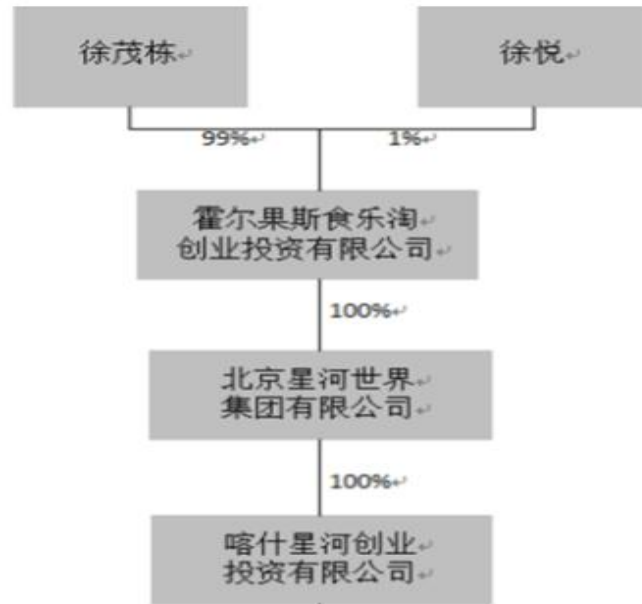 徐茂栋
徐悦
99%
1%
霍尔果斯食乐淘
创业投资有限公司
100%
北京星河世界
集团有限公司
100%
喀什星河创业
投资有限公司